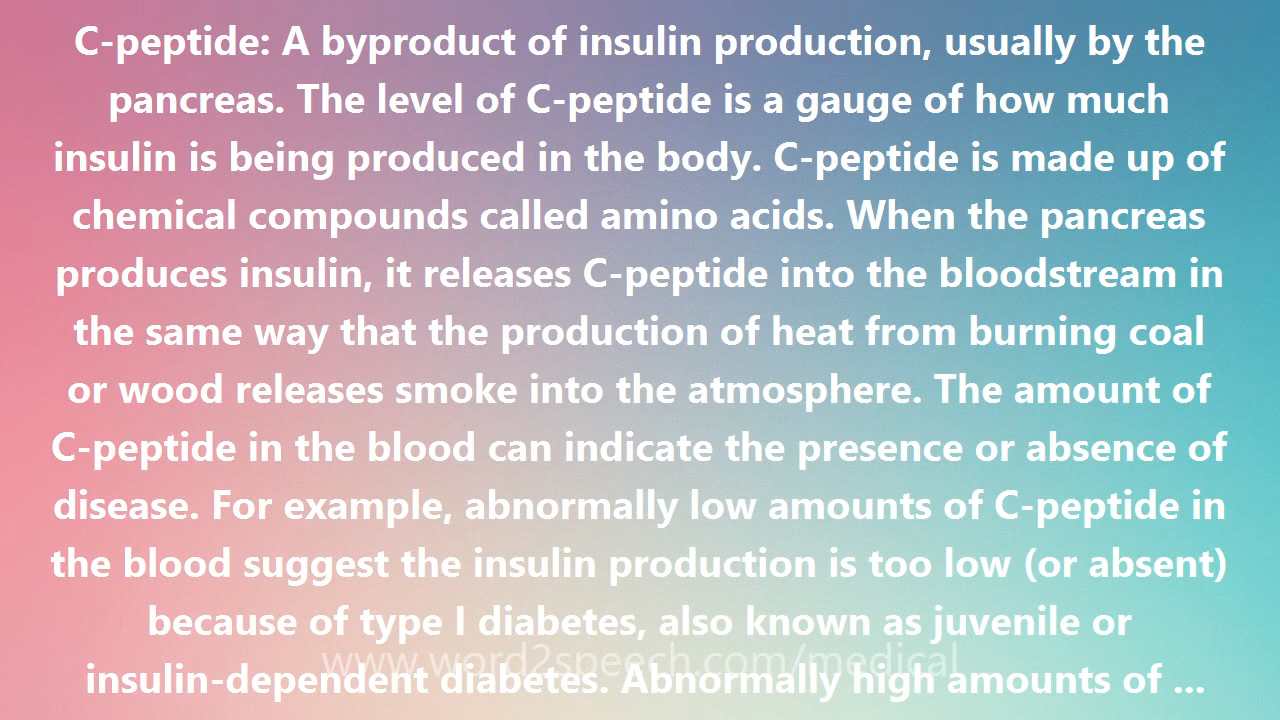 C-peptide: A byproduct of insulin production, usually by the
pancreas. The level of C-peptide is a gauge of how much
insulin is being produced in the body. C-peptide is made up of
chemical compounds called amino acids. When the pancreas
produces insulin, it releases C-peptide into the bloodstream in
the same way that the production of heat from burning coal
or wood releases smoke into the atmosphere. The amount of
C-peptide in the blood can indicate the presence or absence of
disease. For example, abnormally low amounts of C-peptide in
the blood suggest the insulin production is too low (or absent)
because of type I diabetes, also known as juvenile or
www.word2speech.com/medical
insulin-dependent diabetes. Abnormally high amounts of ...